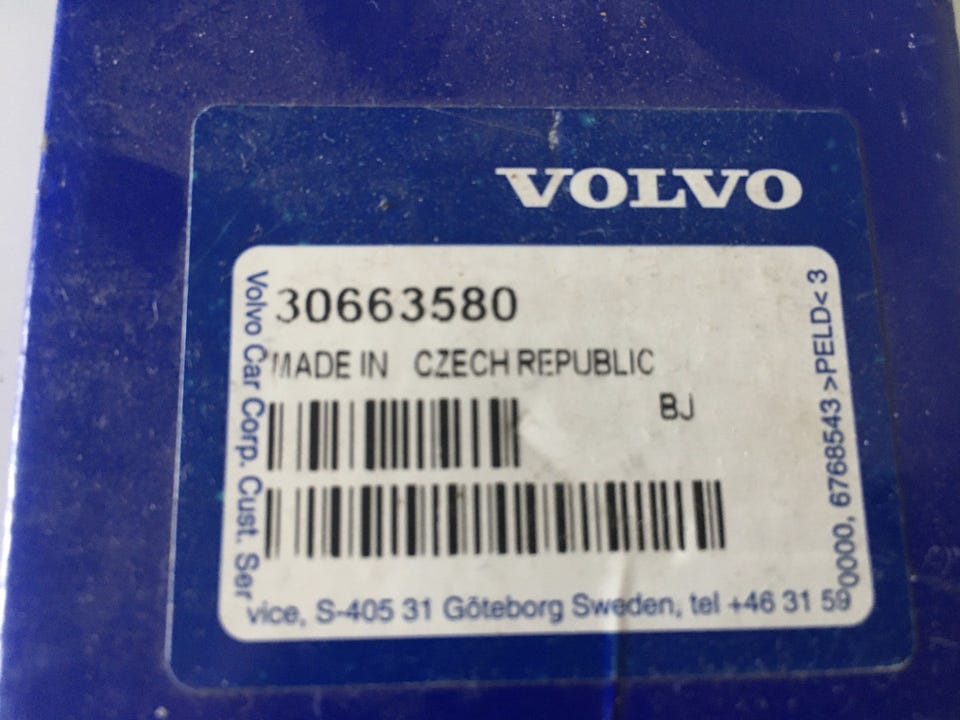 VOLVO
30663580
MADE IN CZECH REPUBLIC
BJ
Volvo Car Corp. Cust. Ser
vice, S-405 31 Göteborg Sweden, tel +46 31 59
0000, 6768543 >PELD< 3